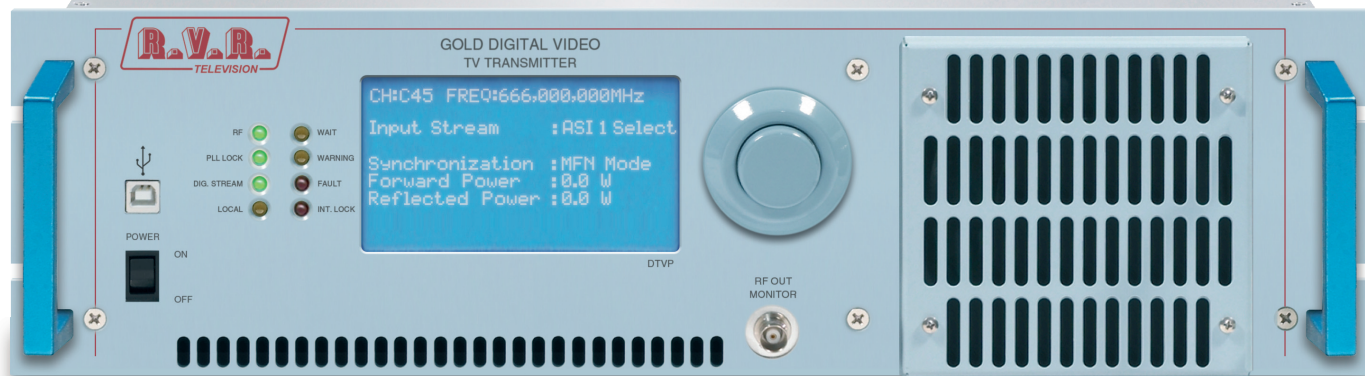 R.V.R.
TELEVISION
GOLD DIGITAL VIDEO
TV TRANSMITTER
CH:C45 FREQ:666,000,000MHz
Input Stream :ASI 1 Select
Synchronization :MFN Mode
Forward Power :0.0 W
Reflected Power :0.0 W
RF WAIT
PLL LOCK WARNING
DIG. STREAM FAULT
LOCAL INT. LOCK
POWER
ON
OFF
DTVP
RF OUT
MONITOR